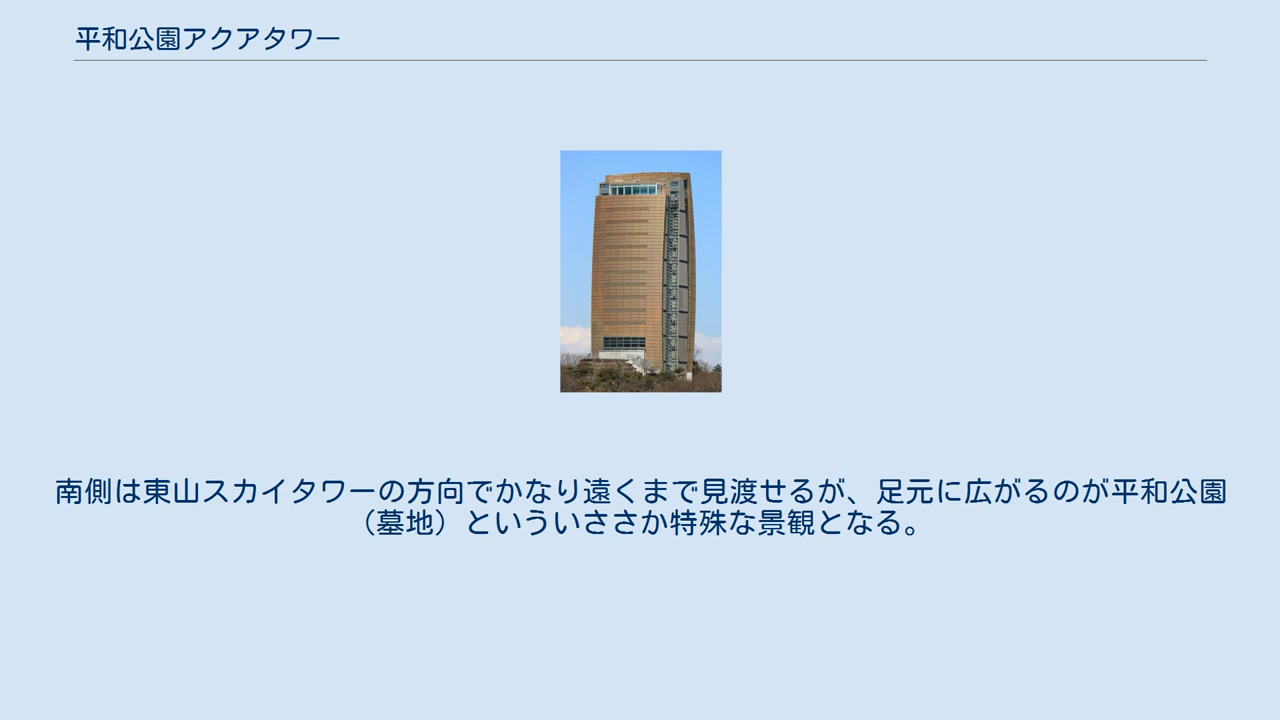 平和公園アクアタワー
南側は東山スカイタワーの方向でかなり遠くまで見渡せるが、足元に広がるのが平和公園
（墓地）といういささか特殊な景観となる。